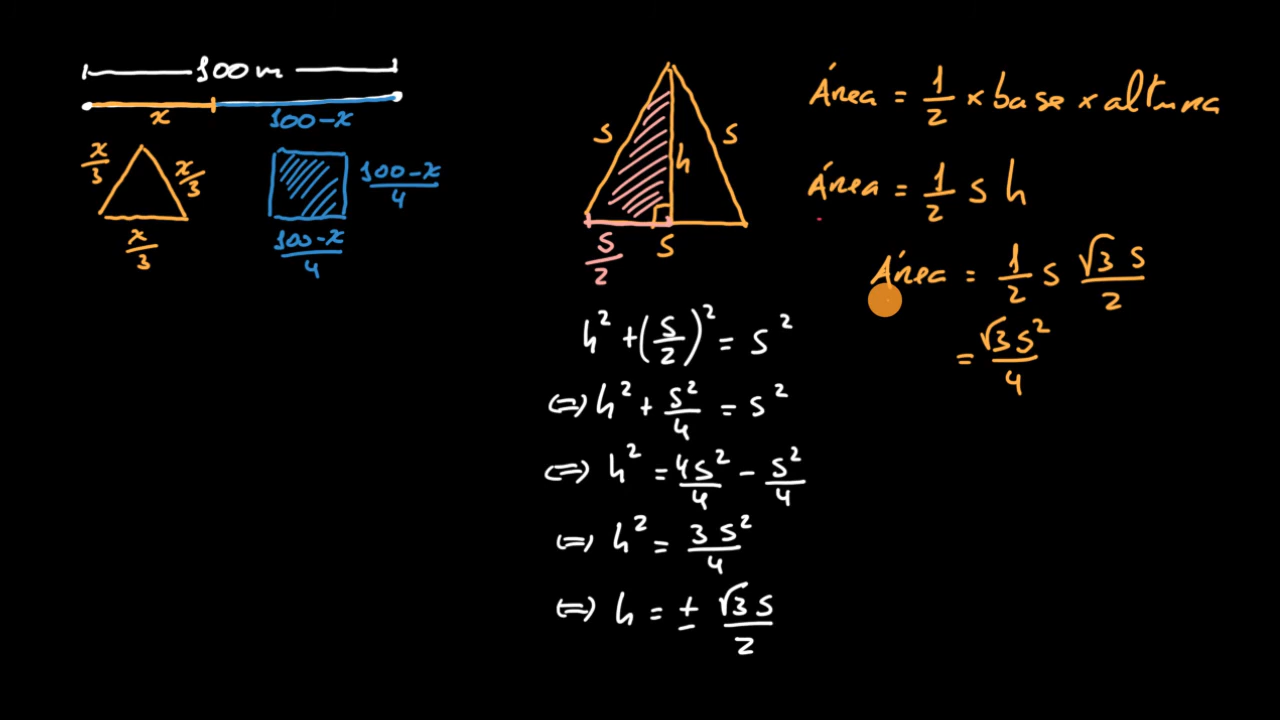 100 m
x
100-x
x/3
x/3
x/3
100-x/4
100-x/4
s
s
h
s/2
s
h² + (s/2)² = s²
⇔ h² + s²/4 = s²
⇔ h² = 4s²/4 - s²/4
⇔ h² = 3s²/4
⇔ h = ± √3 s/2
Área = 1/2 × base × altura
Área = 1/2 s h
Área = 1/2 s √3 s/2
= √3 s²/4